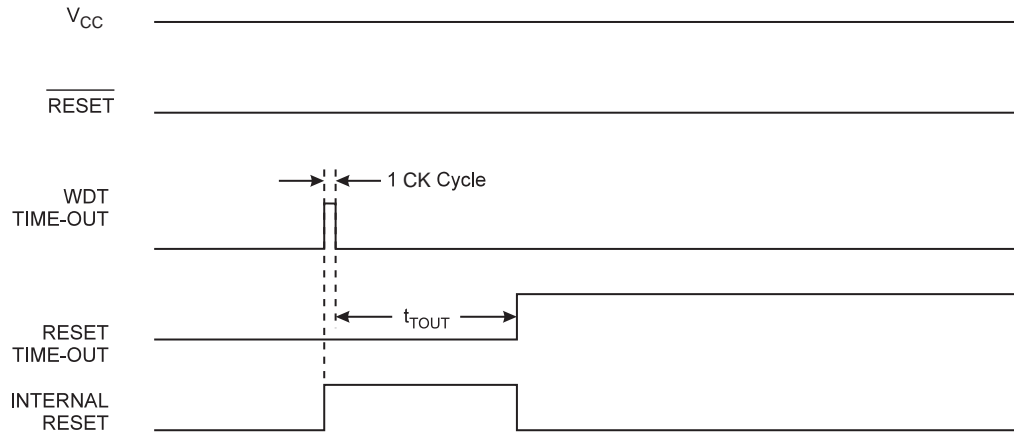 VCC
RESET
1 CK Cycle
WDT
TIME-OUT
tTOUT
RESET
TIME-OUT
INTERNAL
RESET